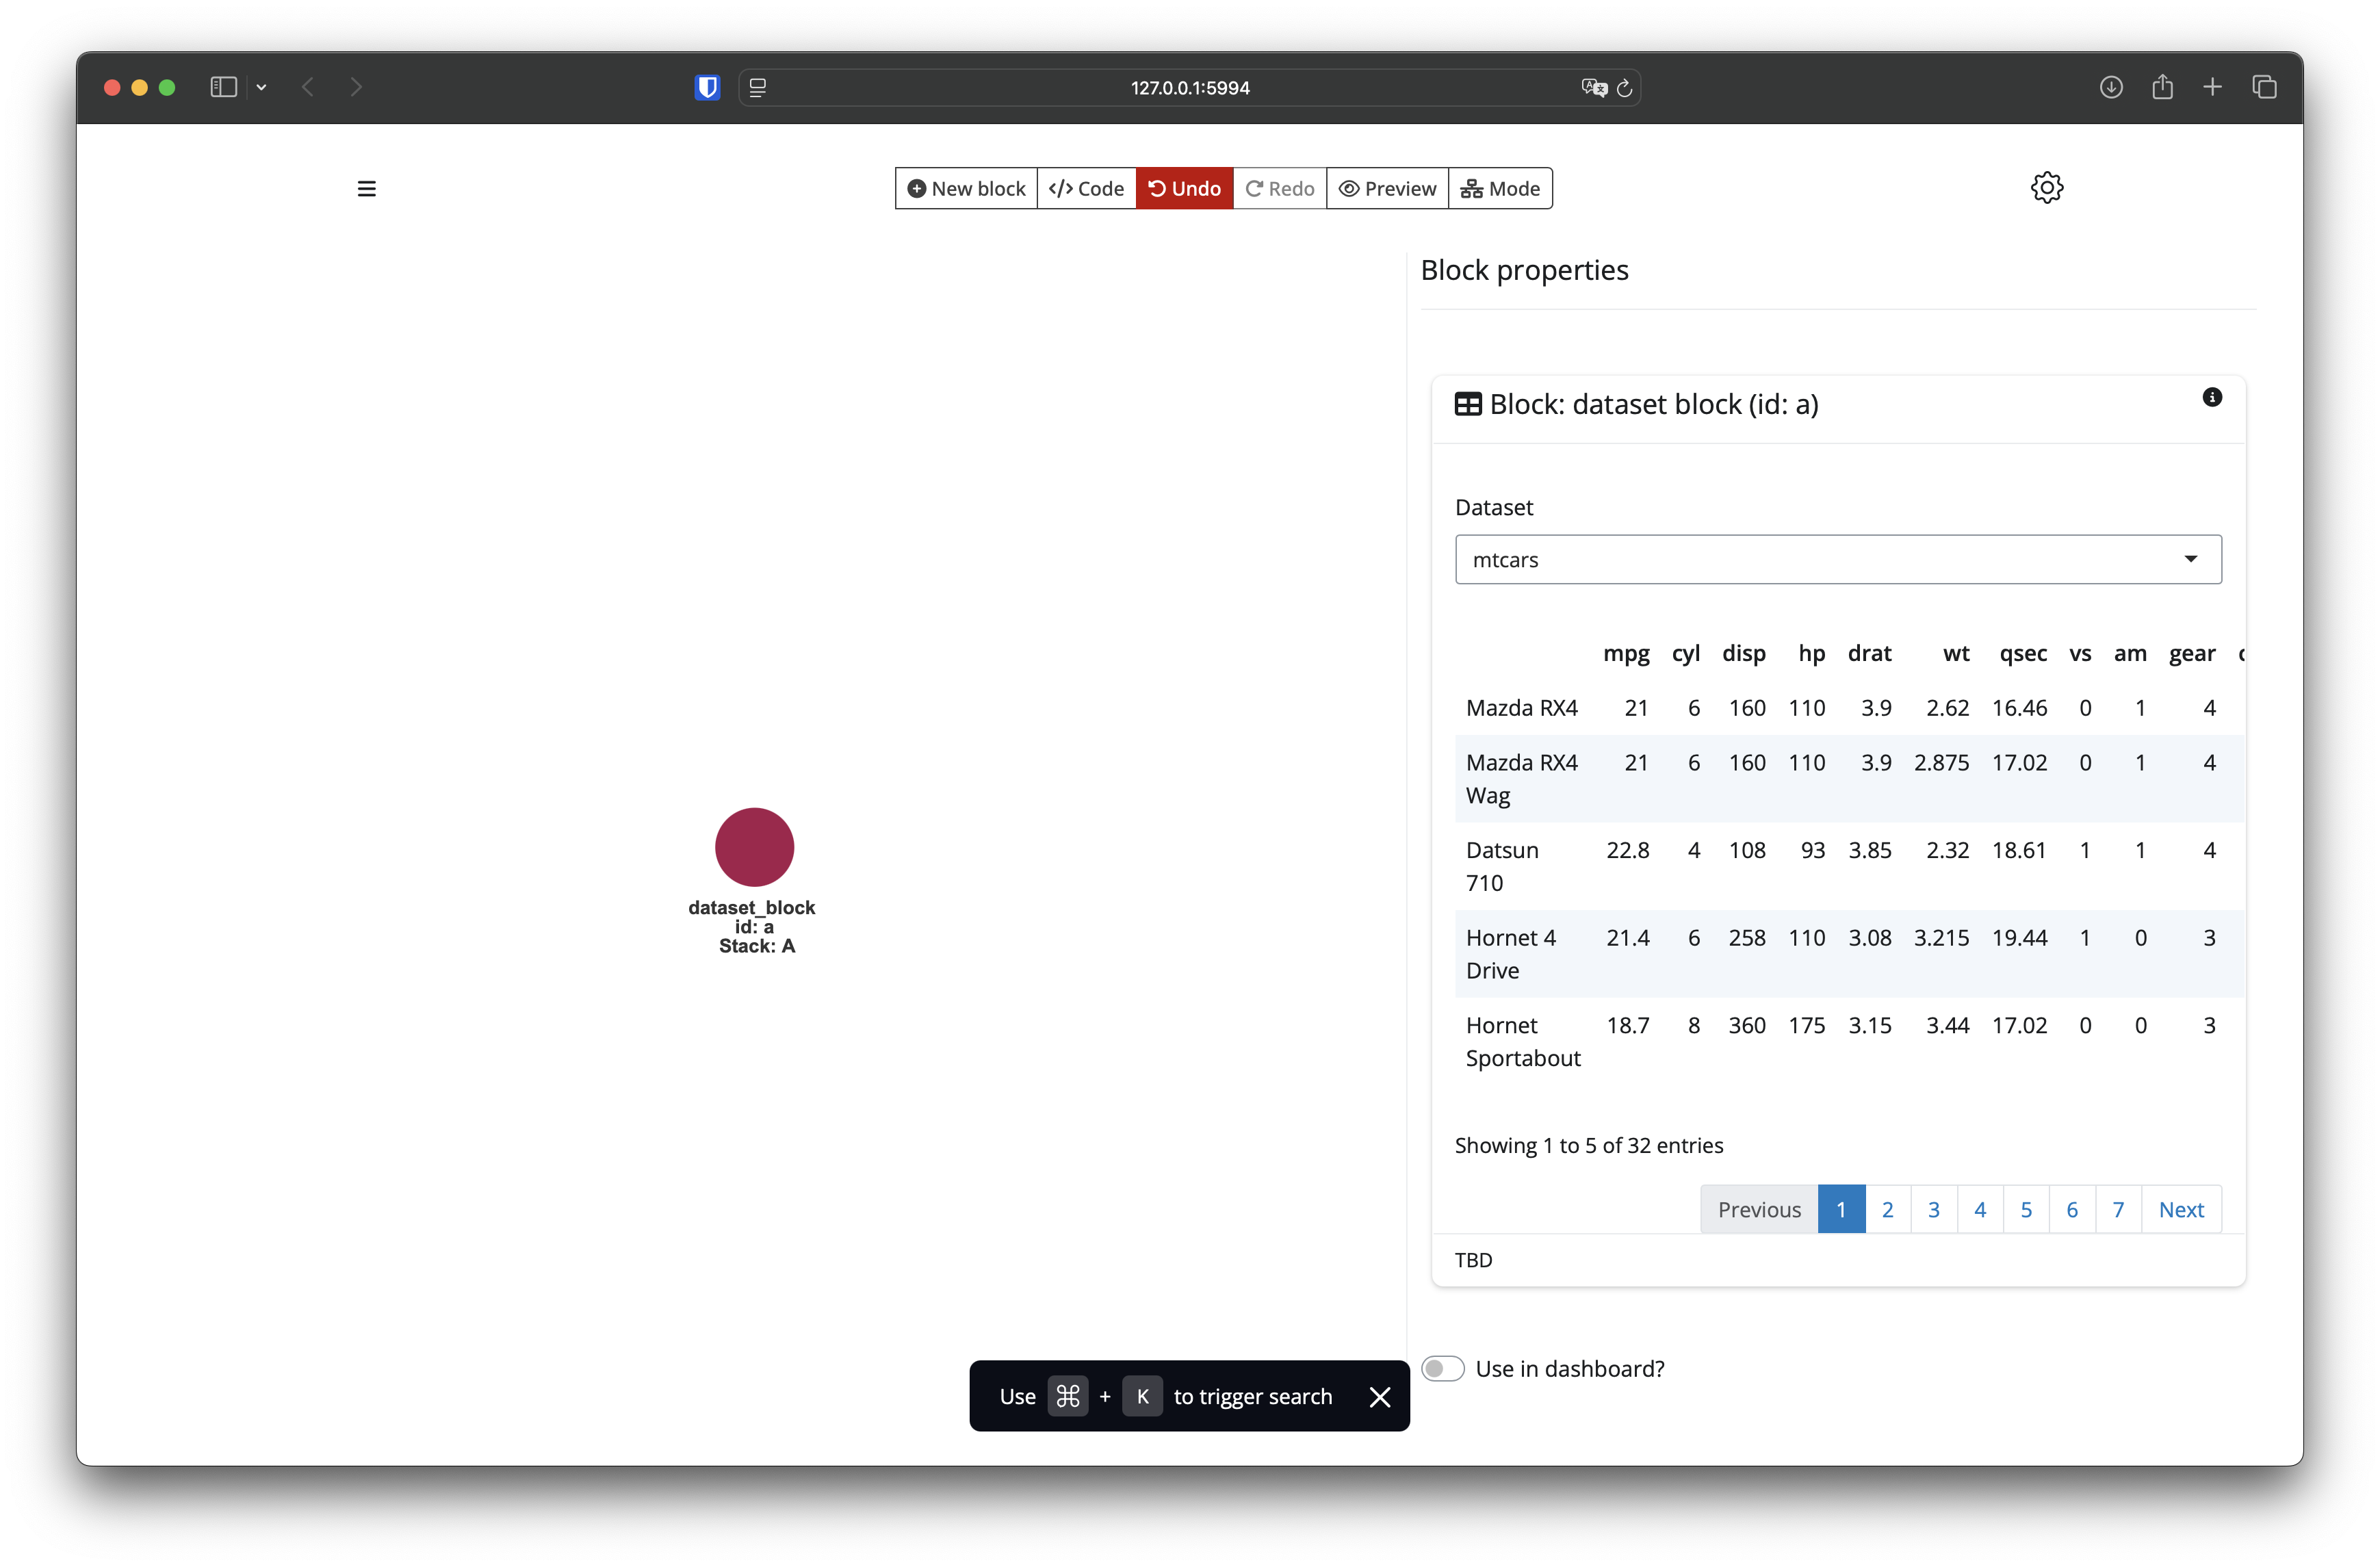 127.0.0.1:5994
New block
Code
Undo
Redo
Preview
Mode
Block properties
Block: dataset block (id: a)
Dataset
mtcars
mpg cyl disp hp drat wt qsec vs am gear
Mazda RX4 21 6 160 110 3.9 2.62 16.46 0 1 4
Mazda RX4 21 6 160 110 3.9 2.875 17.02 0 1 4
Wag
Datsun 22.8 4 108 93 3.85 2.32 18.61 1 1 4
710
Hornet 4 21.4 6 258 110 3.08 3.215 19.44 1 0 3
Drive
Hornet 18.7 8 360 175 3.15 3.44 17.02 0 0 3
Sportabout
Showing 1 to 5 of 32 entries
Previous 1 2 3 4 5 6 7 Next
TBD
Use in dashboard?
dataset_block
id: a
Stack: A
Use ⌘ + K to trigger search